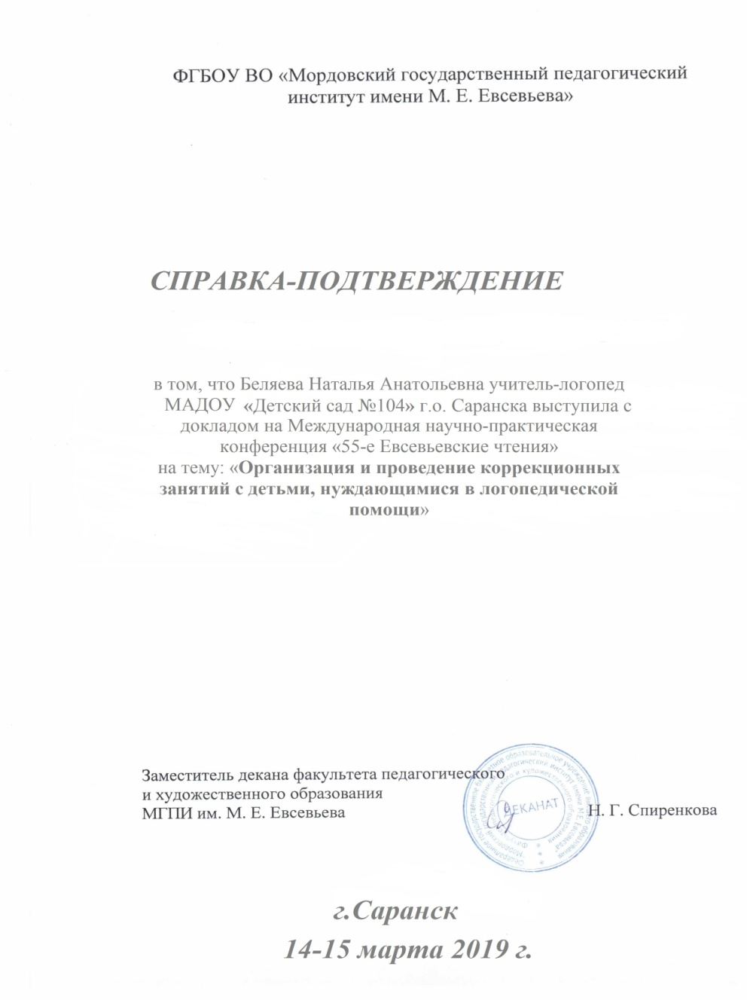 ФГБОУ ВО «Мордовский государственный педагогический
институт имени М. Е. Евсевьева»
СПРАВКА-ПОДТВЕРЖДЕНИЕ
в том, что Беляева Наталья Анатольевна учитель-логопед
МАДОУ «Детский сад №104» г.о. Саранска выступила с
докладом на Международная научно-практическая
конференция «55-е Евсевьевские чтения»
на тему: «Организация и проведение коррекционных
занятий с детьми, нуждающимися в логопедической
помощи»
Заместитель декана факультета педагогического
и художественного образования
МГПИ им. М. Е. Евсевьева
ДЕКАНАТ
Н. Г. Спиренкова
г.Саранск
14-15 марта 2019 г.